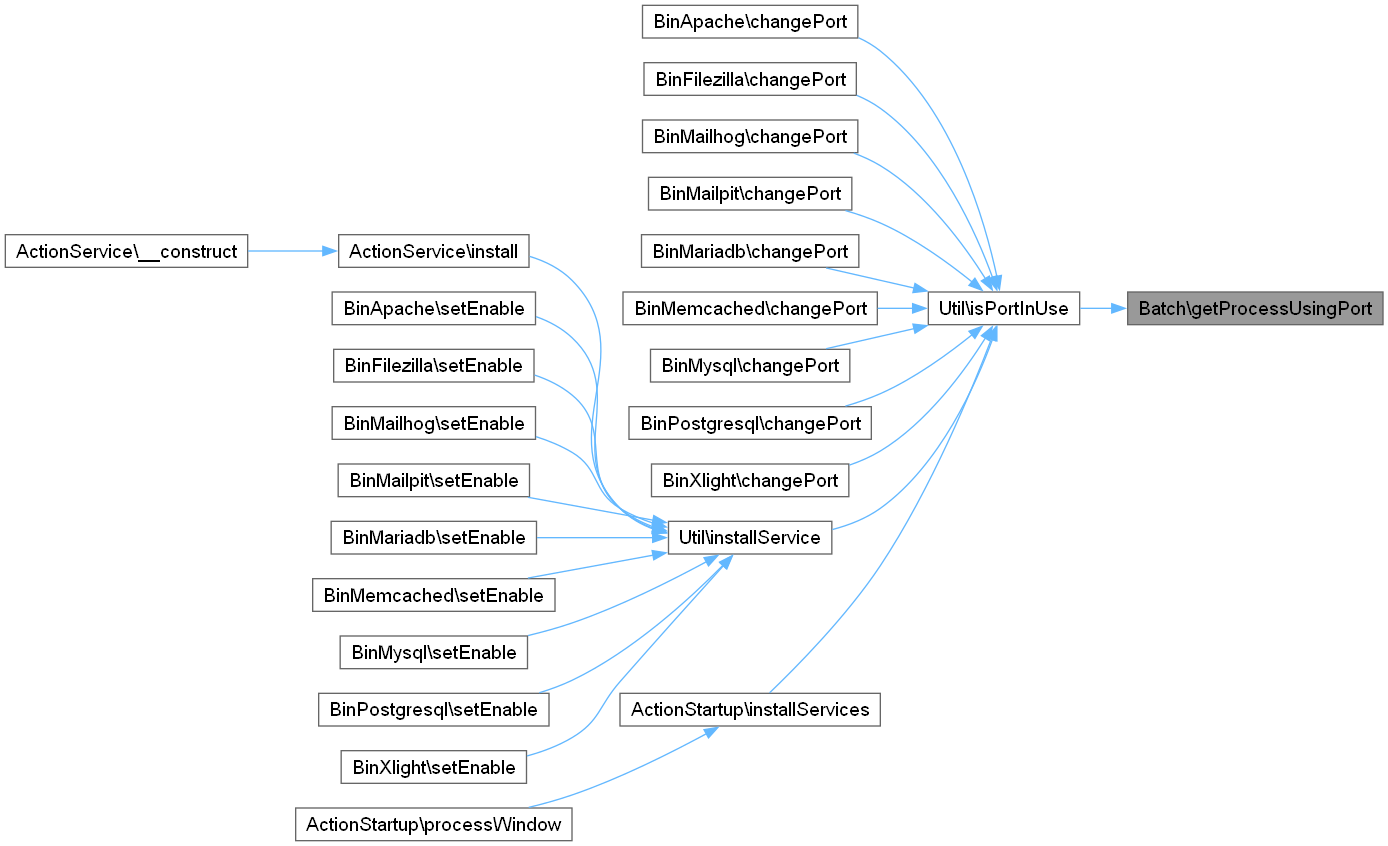 BinApache\changePort
BinFilezilla\changePort
BinMailhog\changePort
BinMailpit\changePort
ActionService\__construct
ActionService\install
BinMariadb\changePort
BinApache\setEnable
BinMemcached\changePort
Util\isPortInUse
Batch\getProcessUsingPort
BinFilezilla\setEnable
BinMysql\changePort
BinMailhog\setEnable
BinPostgresql\changePort
BinMailpit\setEnable
BinXlight\changePort
BinMariadb\setEnable
Util\installService
BinMemcached\setEnable
BinMysql\setEnable
BinPostgresql\setEnable
ActionStartup\installServices
BinXlight\setEnable
ActionStartup\processWindow